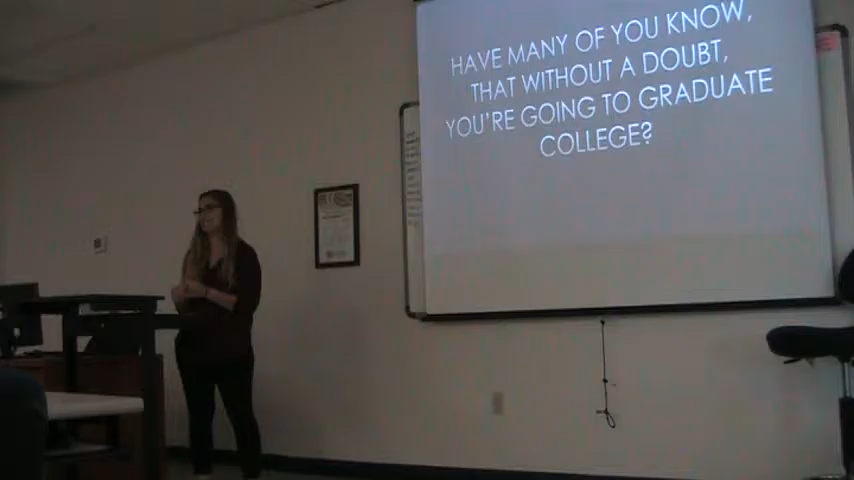 HAVE MANY OF YOU KNOW,
THAT WITHOUT A DOUBT,
YOU'RE GOING TO GRADUATE
COLLEGE?